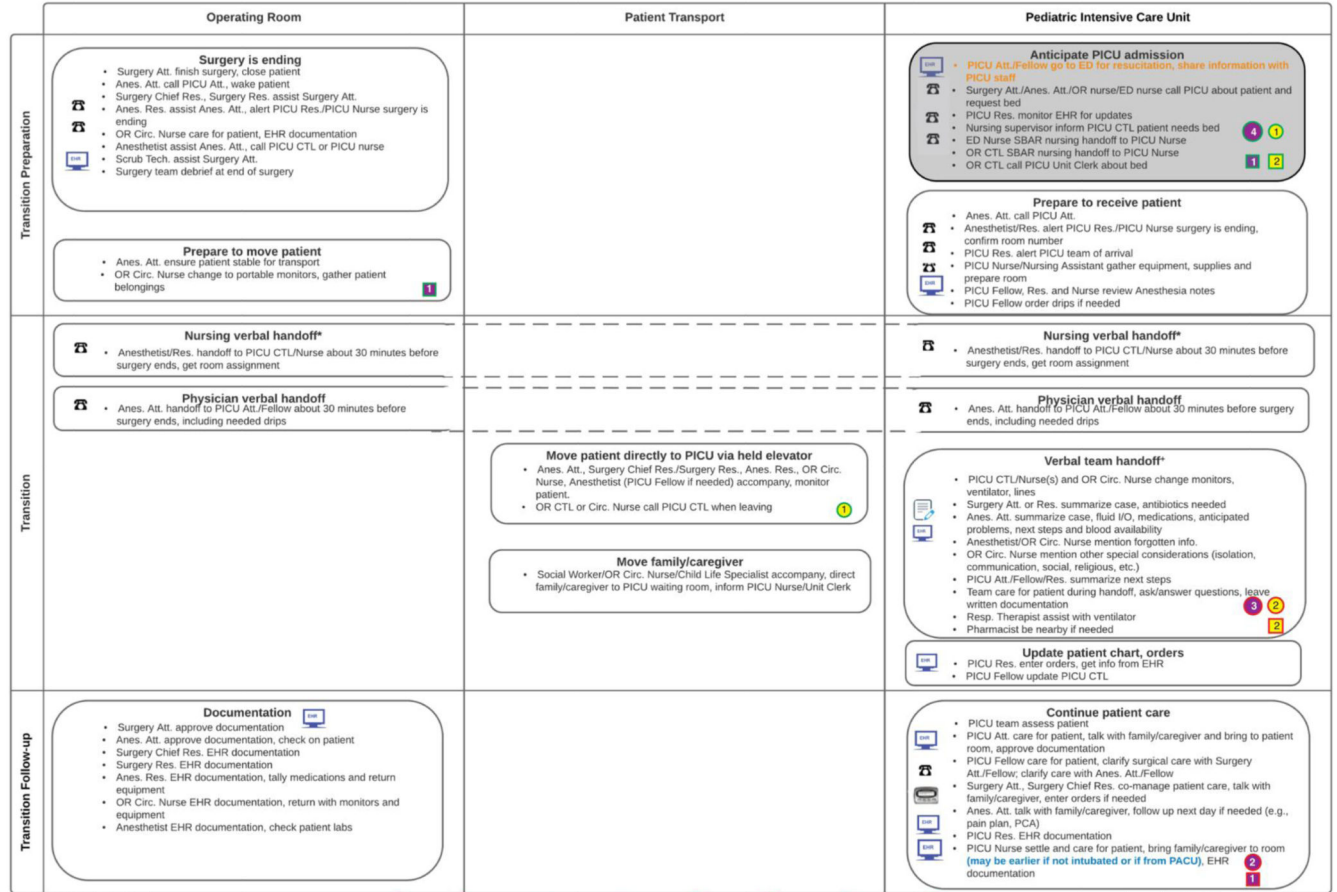 Operating Room
Patient Transport
Pediatric Intensive Care Unit
Transition Preparation
Surgery is ending
• Surgery Att. finish surgery, close patient
• Anes. Att. call PICU Att., wake patient
• Surgery Chief Res., Surgery Res. assist Surgery Att.
• Anes. Res. assist Anes. Att., alert PICU Res./PICU Nurse surgery is
ending
• OR Circ. Nurse care for patient, EHR documentation
• Anesthetist assist Anes. Att., call PICU CTL or PICU nurse
• Scrub Tech. assist Surgery Att.
• Surgery team debrief at end of surgery
EHR
Prepare to move patient
• Anes. Att. ensure patient stable for transport
• OR Circ. Nurse change to portable monitors, gather patient
belongings
1
Anticipate PICU admission
EHR
• PICU Att./Fellow go to ED for resucitation, share information with
PICU staff
• Surgery Att./Anes. Att./OR nurse/ED nurse call PICU about patient and
request bed
• PICU Res. monitor EHR for updates
• Nursing supervisor inform PICU CTL patient needs bed
4 1
• ED Nurse SBAR nursing handoff to PICU Nurse
• OR CTL SBAR nursing handoff to PICU Nurse
• OR CTL call PICU Unit Clerk about bed
1 2
Prepare to receive patient
• Anes. Att. call PICU Att.
• Anesthetist/Res. alert PICU Res./PICU Nurse surgery is ending,
confirm room number
• PICU Res. alert PICU team of arrival
• PICU Nurse/Nursing Assistant gather equipment, supplies and
prepare room
EHR
• PICU Fellow, Res. and Nurse review Anesthesia notes
• PICU Fellow order drips if needed
Transition
Nursing verbal handoff*
• Anesthetist/Res. handoff to PICU CTL/Nurse about 30 minutes before
surgery ends, get room assignment
Nursing verbal handoff*
• Anesthetist/Res. handoff to PICU CTL/Nurse about 30 minutes before
surgery ends, get room assignment
Physician verbal handoff
• Anes. Att. handoff to PICU Att./Fellow about 30 minutes before
surgery ends, including needed drips
Physician verbal handoff
• Anes. Att. handoff to PICU Att./Fellow about 30 minutes before surgery
ends, including needed drips
Move patient directly to PICU via held elevator
• Anes. Att., Surgery Chief Res./Surgery Res., Anes. Res., OR Circ.
Nurse, Anesthetist (PICU Fellow if needed) accompany, monitor
patient.
• OR CTL or Circ. Nurse call PICU CTL when leaving
1
Move family/caregiver
• Social Worker/OR Circ. Nurse/Child Life Specialist accompany, direct
family/caregiver to PICU waiting room, inform PICU Nurse/Unit Clerk
Verbal team handoff+
• PICU CTL/Nurse(s) and OR Circ. Nurse change monitors,
ventilator, lines
• Surgery Att. or Res. summarize case, antibiotics needed
• Anes. Att. summarize case, fluid I/O, medications, anticipated
problems, next steps and blood availability
EHR
• Anesthetist/OR Circ. Nurse mention forgotten info.
• OR Circ. Nurse mention other special considerations (isolation,
communication, social, religious, etc.)
• PICU Att./Fellow/Res. summarize next steps
• Team care for patient during handoff, ask/answer questions, leave
written documentation
3 2
• Resp. Therapist assist with ventilator
• Pharmacist be nearby if needed
2
Update patient chart, orders
EHR
• PICU Res. enter orders, get info from EHR
• PICU Fellow update PICU CTL
Transition Follow-up
Documentation
EHR
• Surgery Att. approve documentation
• Anes. Att. approve documentation, check on patient
• Surgery Chief Res. EHR documentation
• Surgery Res. EHR documentation
• Anes. Res. EHR documentation, tally medications and return
equipment
• OR Circ. Nurse EHR documentation, return with monitors and
equipment
• Anesthetist EHR documentation, check patient labs
Continue patient care
• PICU team assess patient
EHR
• PICU Att. care for patient, talk with family/caregiver and bring to patient
room, approve documentation
• PICU Fellow care for patient, clarify surgical care with Surgery
Att./Fellow; clarify care with Anes. Att./Fellow
• Surgery Att., Surgery Chief Res. co-manage patient care, talk with
family/caregiver, enter orders if needed
• Anes. Att. talk with family/caregiver, follow up next day if needed (e.g.,
pain plan, PCA)
EHR
• PICU Res. EHR documentation
EHR
• PICU Nurse settle and care for patient, bring family/caregiver to room
(may be earlier if not intubated or if from PACU), EHR
documentation
2
1